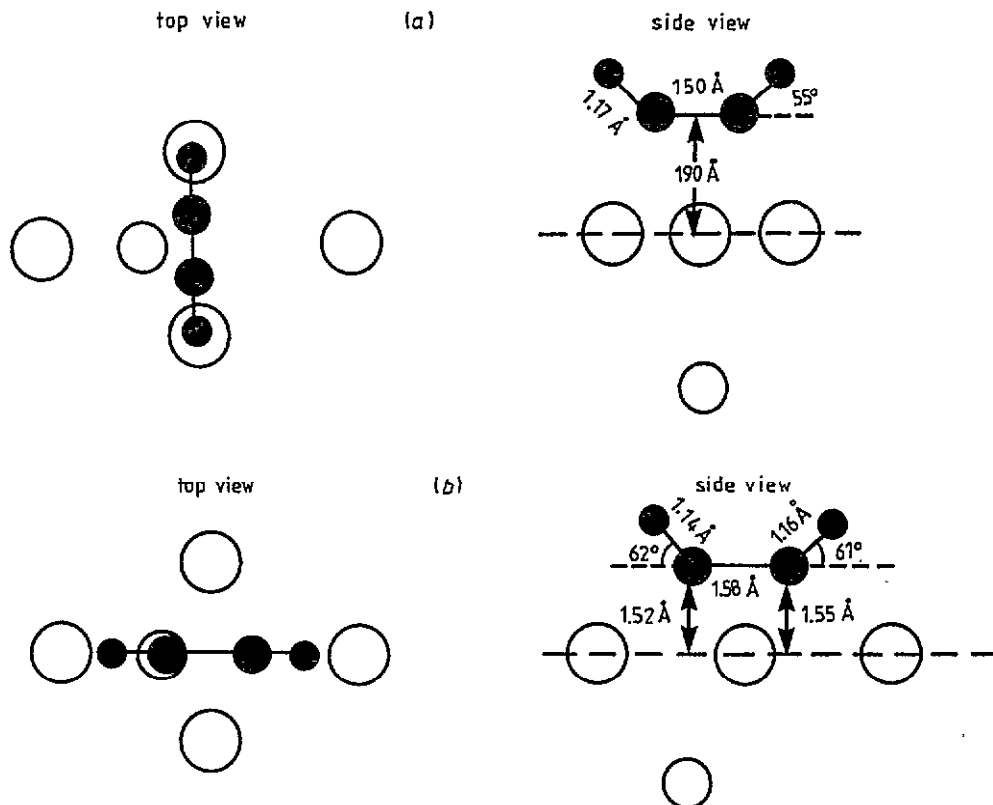 top view (a) side view
1.17 Å
150 Å
55°
190 Å
top view (b) side view
62°
1.14 Å
1.16 Å
61°
1.58 Å
1.52 Å
1.55 Å